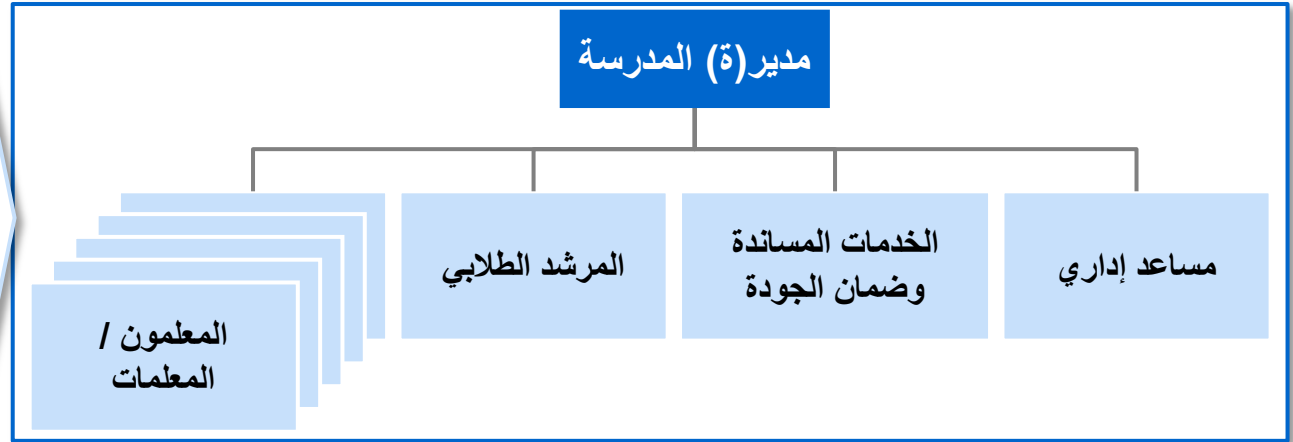 مدير(ة) المدرسة
مساعد إداري
الخدمات المساندة
وضمان الجودة
المرشد الطلابي
المعلمون /
المعلمات